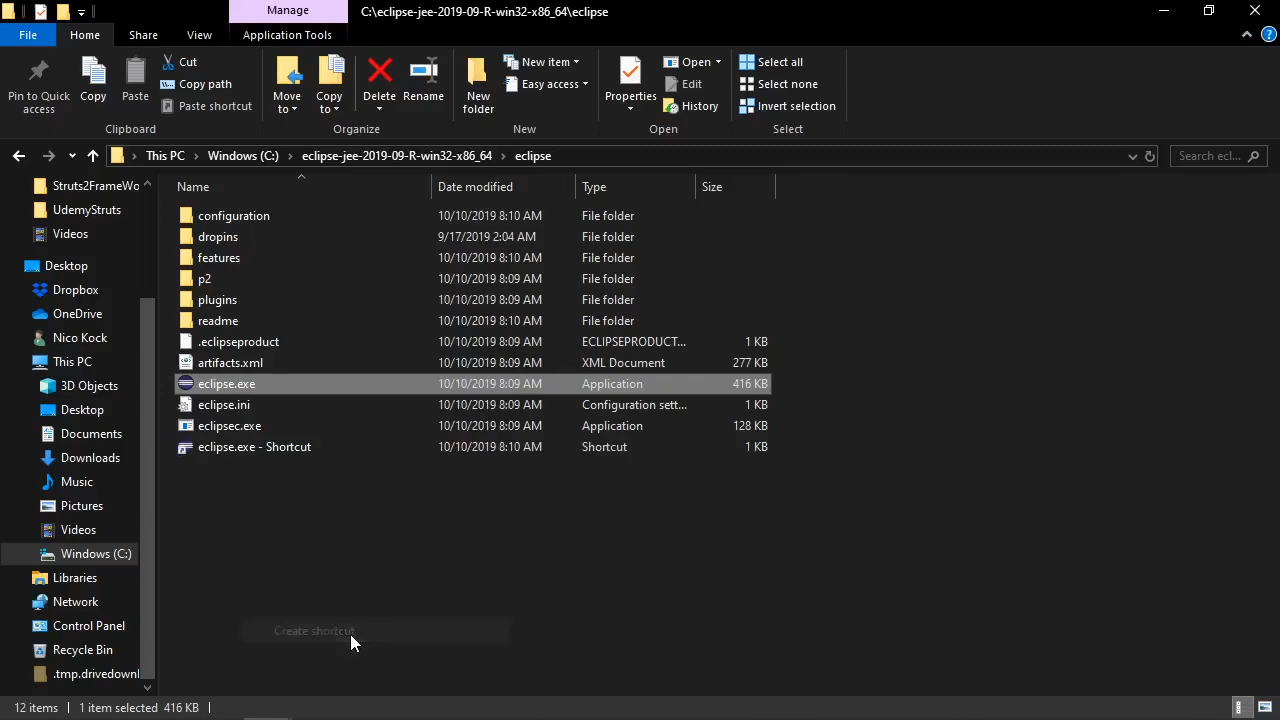 Manage
C:\eclipse-jee-2019-09-R-win32-x86_64\eclipse
File
Home
Share
View
Application Tools
Pin to Quick access
Copy
Paste
Cut
Copy path
Paste shortcut
Move to
Copy to
Delete
Rename
New folder
New item
Easy access
Properties
Open
Edit
History
Select all
Select none
Invert selection
Clipboard
Organize
New
Open
Select
This PC
Windows (C:)
eclipse-jee-2019-09-R-win32-x86_64
eclipse
Search ecl...
Struts2FrameWo
UdemyStruts
Videos
Desktop
Dropbox
OneDrive
Nico Kock
This PC
3D Objects
Desktop
Documents
Downloads
Music
Pictures
Videos
Windows (C:)
Libraries
Network
Control Panel
Recycle Bin
.tmp.drivedownl
Name Date modified Type Size
configuration 10/10/2019 8:10 AM File folder
dropins 9/17/2019 2:04 AM File folder
features 10/10/2019 8:10 AM File folder
p2 10/10/2019 8:09 AM File folder
plugins 10/10/2019 8:09 AM File folder
readme 10/10/2019 8:10 AM File folder
.eclipseproduct 10/10/2019 8:09 AM ECLIPSEPRODUCT... 1 KB
artifacts.xml 10/10/2019 8:09 AM XML Document 277 KB
eclipse.exe 10/10/2019 8:09 AM Application 416 KB
eclipse.ini 10/10/2019 8:09 AM Configuration sett... 1 KB
eclipsec.exe 10/10/2019 8:09 AM Application 128 KB
eclipse.exe - Shortcut 10/10/2019 8:10 AM Shortcut 1 KB
Create shortcut
12 items
1 item selected 416 KB